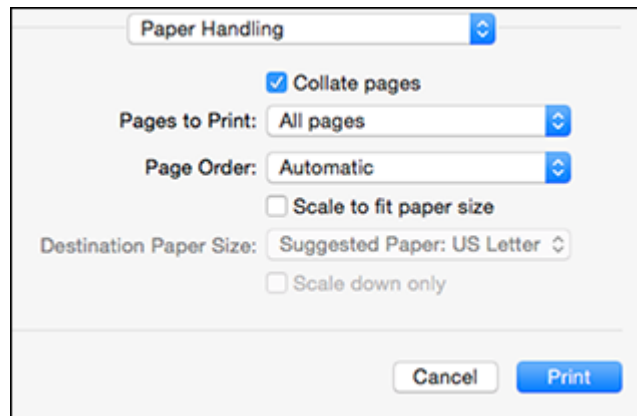 Paper Handling
Collate pages
Pages to Print: All pages
Page Order: Automatic
Scale to fit paper size
Destination Paper Size: Suggested Paper: US Letter
Scale down only
Cancel Print